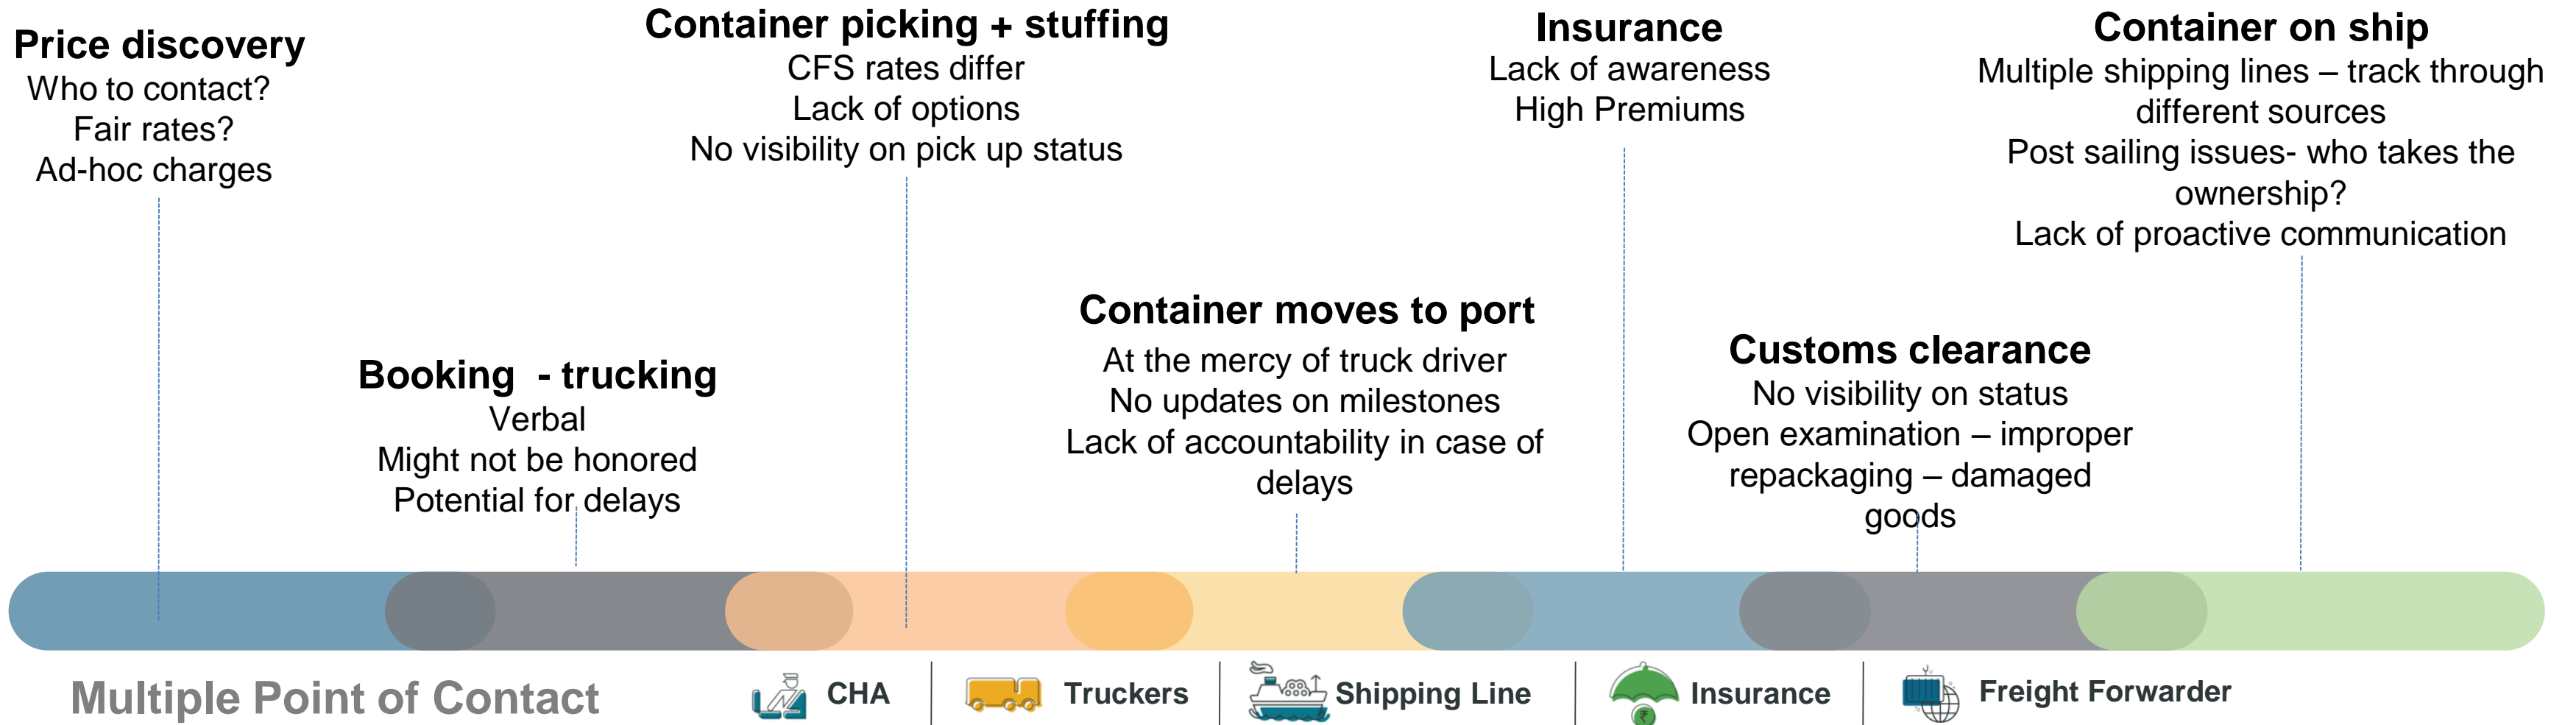 Price discovery
Who to contact?
Fair rates?
Ad-hoc charges
Booking  - trucking
Verbal
Might not be honored
Potential for delays
Container picking + stuffing
CFS rates differ
Lack of options
No visibility on pick up status
Container moves to port
At the mercy of truck driver
No updates on milestones
Lack of accountability in case of
delays
Insurance
Lack of awareness
High Premiums
Customs clearance
No visibility on status
Open examination – improper
repackaging – damaged
goods
Container on ship
Multiple shipping lines – track through
different sources
Post sailing issues- who takes the
ownership?
Lack of proactive communication
Multiple Point of Contact
CHA
Truckers
Shipping Line
₹
Insurance
Freight Forwarder